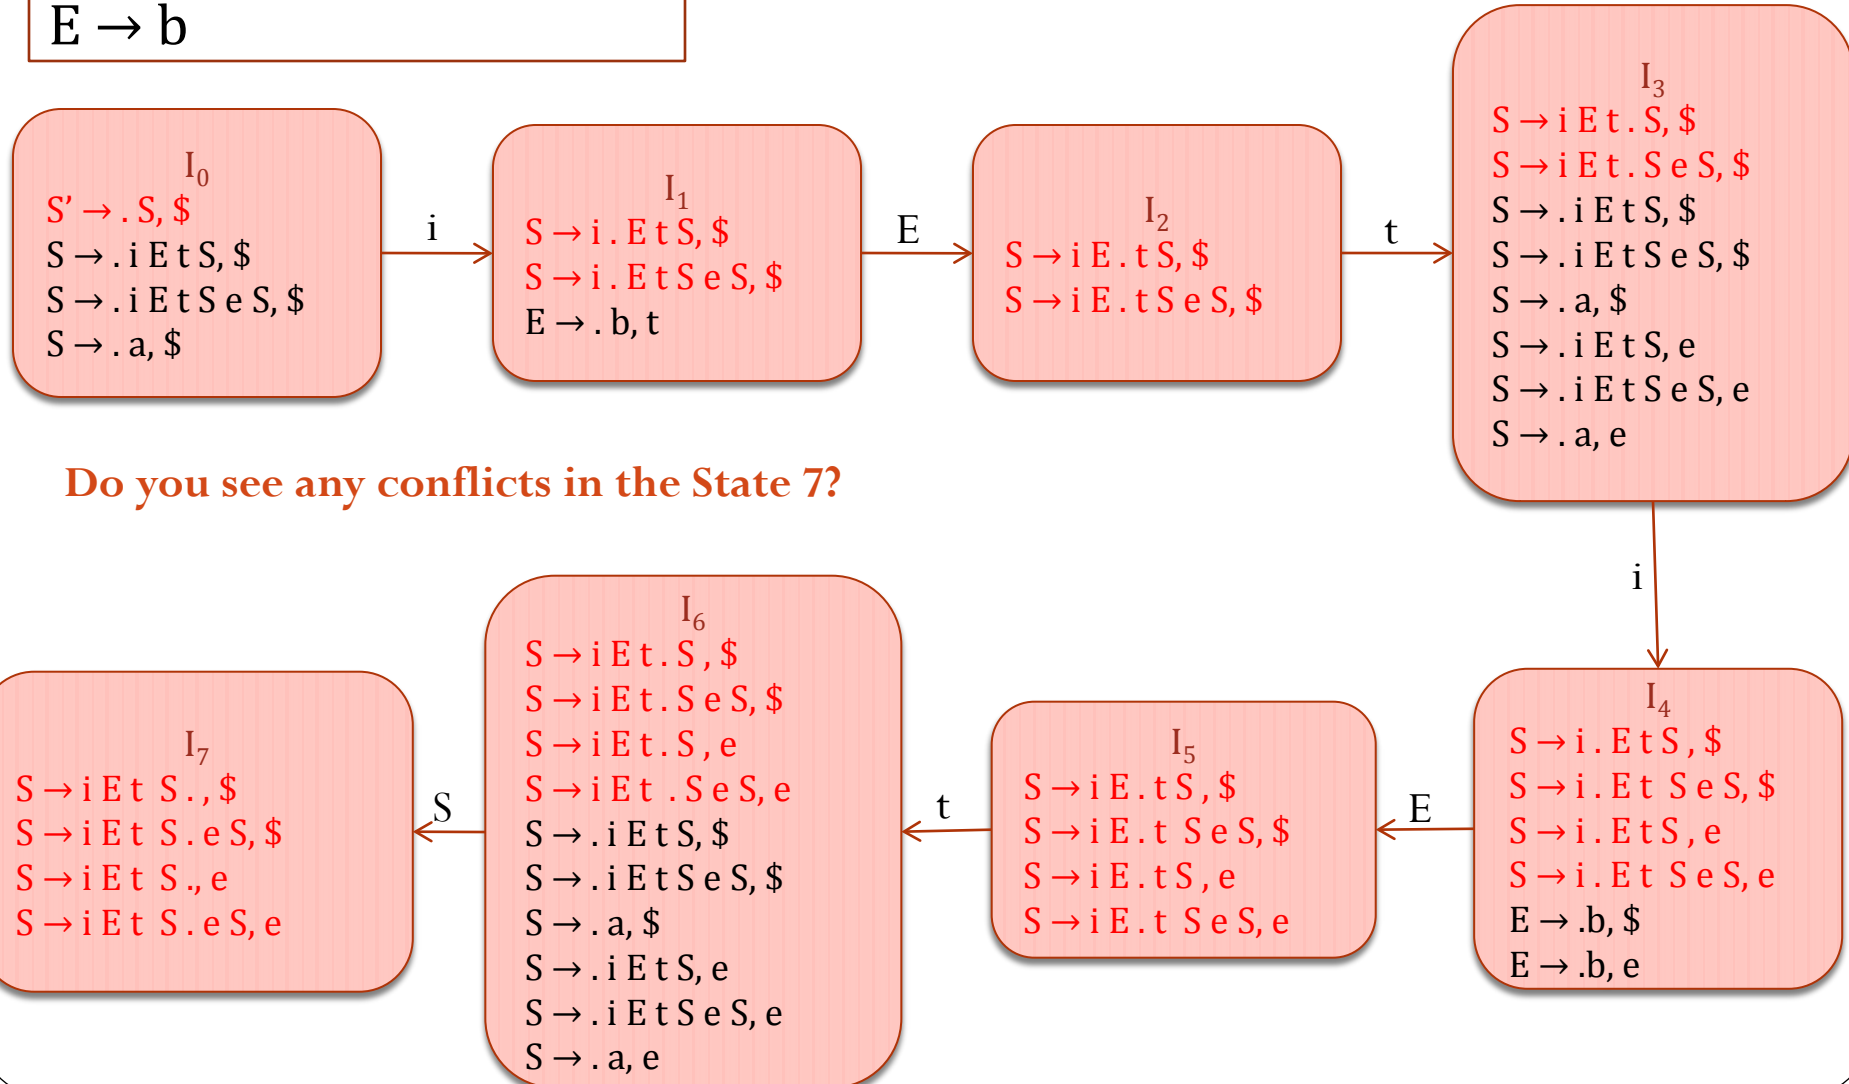 E → b
I₀
S’ → . S, $
S → . i E t S, $
S → . i E t S e S, $
S → . a, $
i
I₁
S → i . E t S, $
S → i . E t S e S, $
E → . b, t
E
I₂
S → i E . t S, $
S → i E . t S e S, $
t
I₃
S → i E t . S, $
S → i E t . S e S, $
S → . i E t S, $
S → . i E t S e S, $
S → . a, $
S → . i E t S, e
S → . i E t S e S, e
S → . a, e
Do you see any conflicts in the State 7?
i
I₄
S → i . E t S , $
S → i . E t S e S, $
S → i . E t S , e
S → i . E t S e S, e
E → .b, $
E → .b, e
E
I₅
S → i E . t S , $
S → i E . t S e S, $
S → i E . t S , e
S → i E . t S e S, e
t
I₆
S → i E t . S , $
S → i E t . S e S, $
S → i E t . S , e
S → i E t . S e S, e
S → . i E t S, $
S → . i E t S e S, $
S → . a, $
S → . i E t S, e
S → . i E t S e S, e
S → . a, e
S
I₇
S → i E t S . , $
S → i E t S . e S, $
S → i E t S ., e
S → i E t S . e S, e